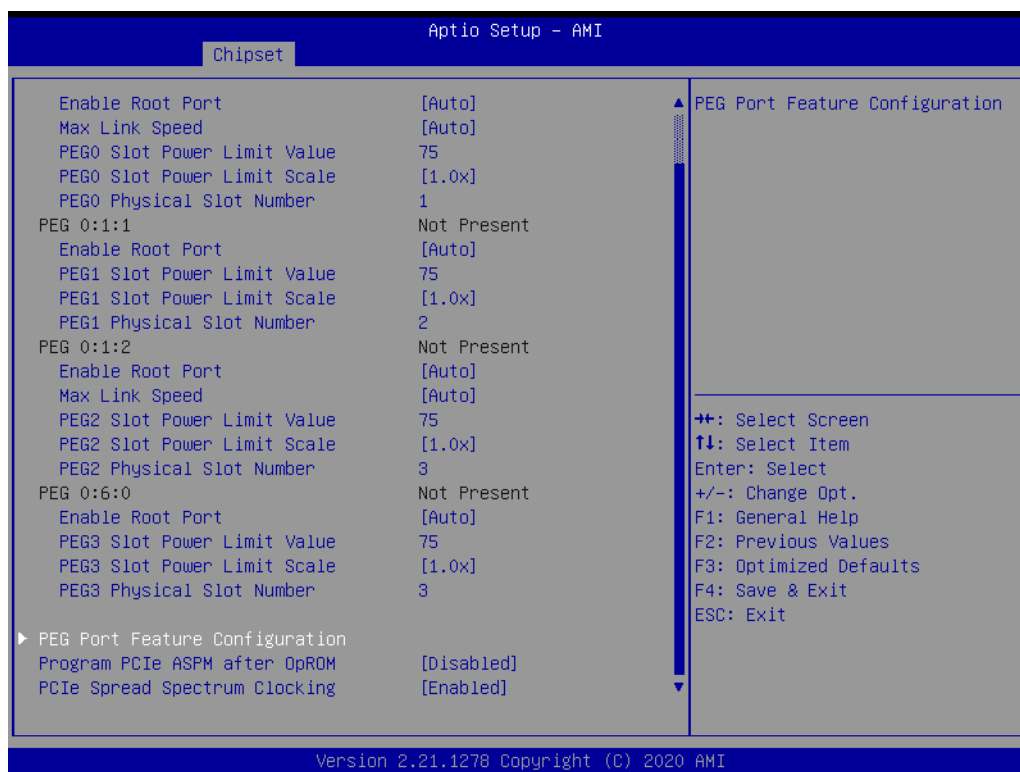 Aptio Setup – AMI
Chipset
Enable Root Port [Auto]
Max Link Speed [Auto]
PEG0 Slot Power Limit Value 75
PEG0 Slot Power Limit Scale [1.0x]
PEG0 Physical Slot Number 1
PEG 0:1:1 Not Present
Enable Root Port [Auto]
PEG1 Slot Power Limit Value 75
PEG1 Slot Power Limit Scale [1.0x]
PEG1 Physical Slot Number 2
PEG 0:1:2 Not Present
Enable Root Port [Auto]
Max Link Speed [Auto]
PEG2 Slot Power Limit Value 75
PEG2 Slot Power Limit Scale [1.0x]
PEG2 Physical Slot Number 3
PEG 0:6:0 Not Present
Enable Root Port [Auto]
PEG3 Slot Power Limit Value 75
PEG3 Slot Power Limit Scale [1.0x]
PEG3 Physical Slot Number 3
PEG Port Feature Configuration
Program PCIe ASPM after OpROM [Disabled]
PCIe Spread Spectrum Clocking [Enabled]
PEG Port Feature Configuration
→←: Select Screen
↑↓: Select Item
Enter: Select
+/-: Change Opt.
F1: General Help
F2: Previous Values
F3: Optimized Defaults
F4: Save & Exit
ESC: Exit
Version 2.21.1278 Copyright (C) 2020 AMI